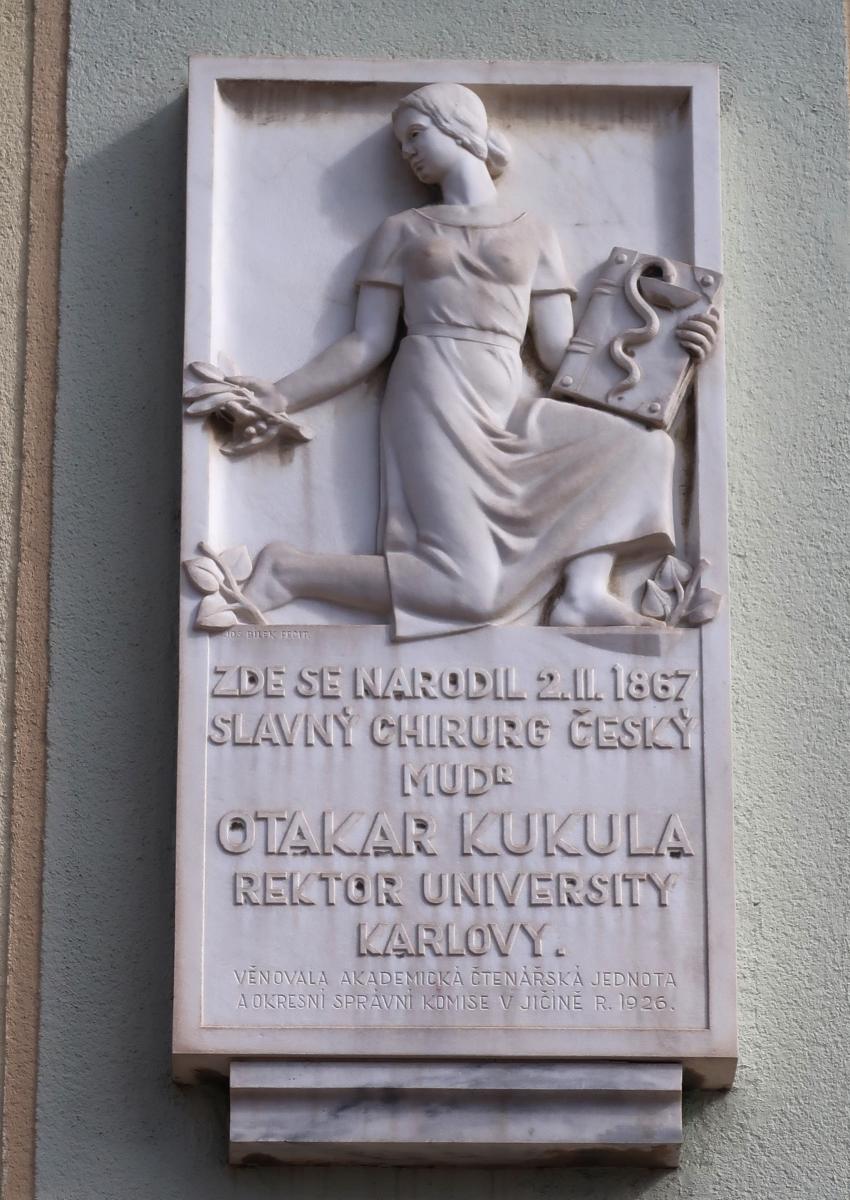 JOS. BÍLEK FECIT.
ZDE SE NARODIL 2.II. 1867
SLAVNÝ CHIRURG ČESKÝ
MUDR
OTAKAR KUKULA
REKTOR UNIVERSITY
KARLOVY.
VĚNOVALA AKADEMICKÁ ČTENÁŘSKÁ JEDNOTA
A OKRESNÍ SPRÁVNÍ KOMISE V JIČÍNĚ R. 1926.